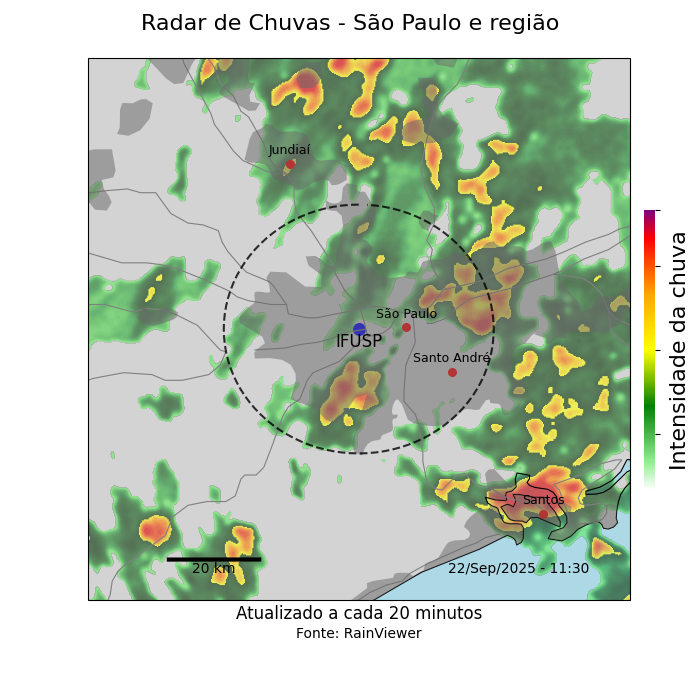 Radar de Chuvas - São Paulo e região
Jundiaí
São Paulo
IFUSP
Santo André
Santos
20 km
22/Sep/2025 - 11:30
Intensidade da chuva
Atualizado a cada 20 minutos
Fonte: RainViewer